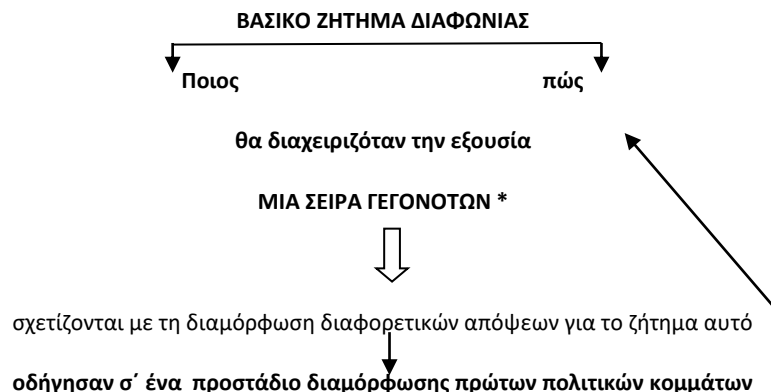 ΒΑΣΙΚΟ ΖΗΤΗΜΑ ΔΙΑΦΩΝΙΑΣ
Ποιος πώς
θα διαχειριζόταν την εξουσία
ΜΙΑ ΣΕΙΡΑ ΓΕΓΟΝΟΤΩΝ *
σχετίζονται με τη διαμόρφωση διαφορετικών απόψεων για το ζήτημα αυτό
οδήγησαν σ΄ ένα προστάδιο διαμόρφωσης πρώτων πολιτικών κομμάτων